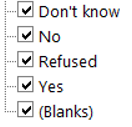 Don't know
No
Refused
Yes
(Blanks)